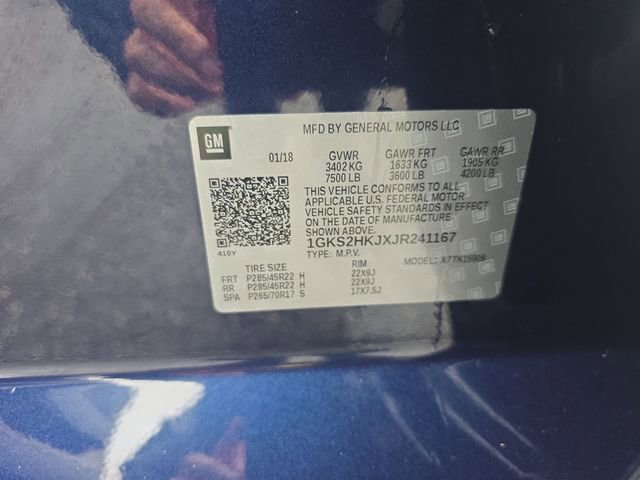 GM
MFD BY GENERAL MOTORS LLC
01/18 GVWR GAWR FRT GAWR RR
3402 KG 1633 KG 1905 KG
7500 LB 3600 LB 4200 LB
THIS VEHICLE CONFORMS TO ALL
APPLICABLE U.S. FEDERAL MOTOR
VEHICLE SAFETY STANDARDS IN EFFECT
ON THE DATE OF MANUFACTURE
SHOWN ABOVE.
1GKS2HKJXJR241167
410Y TYPE: M.P.V. MODEL: X7TK15906
TIRE SIZE RIM
FRT P285/45R22 H 22X9J
RR P285/45R22 H 22X9J
SPA P265/70R17 S 17X7.5J